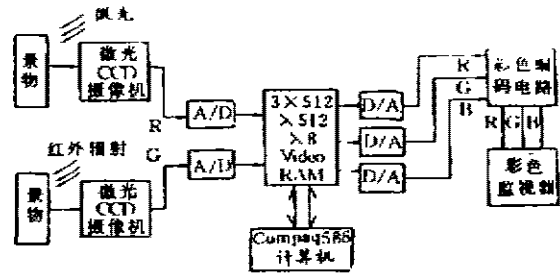 微光
景物
微光
CCD
摄像机
R
A/D
3×512
×512
×8
Video
RAM
D/A
D/A
D/A
R
G
B
彩色编
码电路
R G B
彩色
监视器
红外辐射
景物
激光
CCD
摄像机
G
A/D
Compaq586
计算机